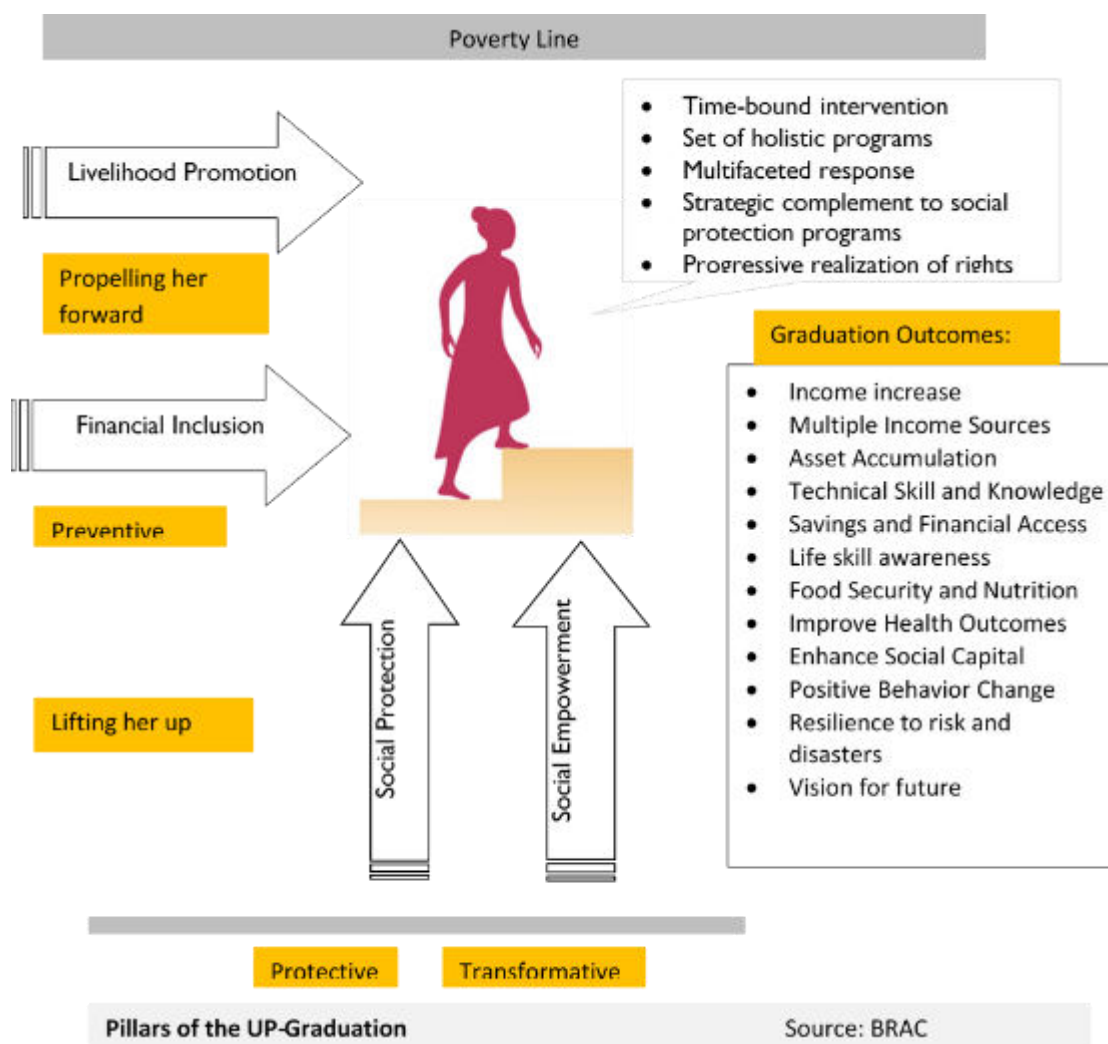 Poverty Line
• Time-bound intervention
• Set of holistic programs
• Multifaceted response
• Strategic complement to social
protection programs
• Progressive realization of rights
Livelihood Promotion
Propelling her
forward
Financial Inclusion
Preventive
Lifting her up
Social Protection
Social Empowerment
Graduation Outcomes:
• Income increase
• Multiple Income Sources
• Asset Accumulation
• Technical Skill and Knowledge
• Savings and Financial Access
• Life skill awareness
• Food Security and Nutrition
• Improve Health Outcomes
• Enhance Social Capital
• Positive Behavior Change
• Resilience to risk and
disasters
• Vision for future
Protective
Transformative
Pillars of the UP-Graduation Source: BRAC